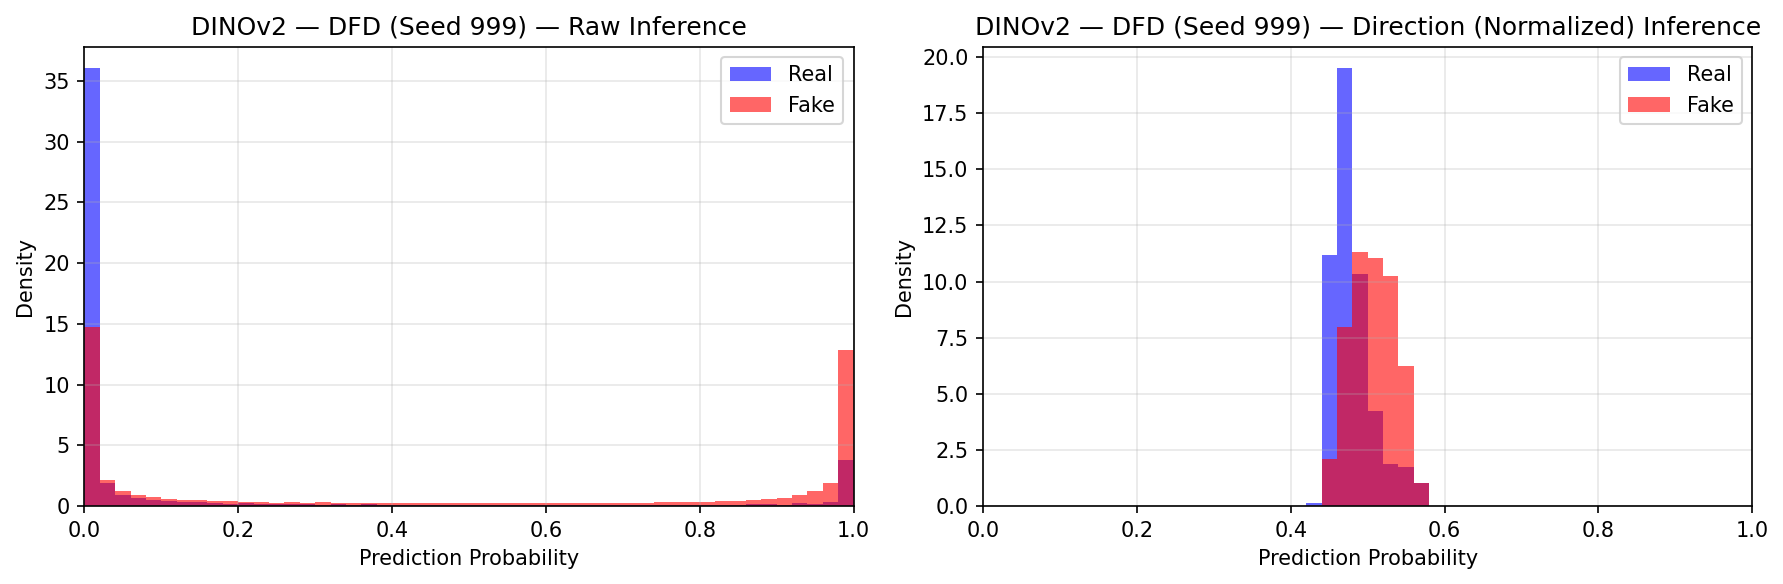 DINOv2 — DFD (Seed 999) — Raw Inference
Density
35
30
25
20
15
10
5
0
0.0 0.2 0.4 0.6 0.8 1.0
Prediction Probability
Real
Fake
DINOv2 — DFD (Seed 999) — Direction (Normalized) Inference
Density
20.0
17.5
15.0
12.5
10.0
7.5
5.0
2.5
0.0
0.0 0.2 0.4 0.6 0.8 1.0
Prediction Probability
Real
Fake